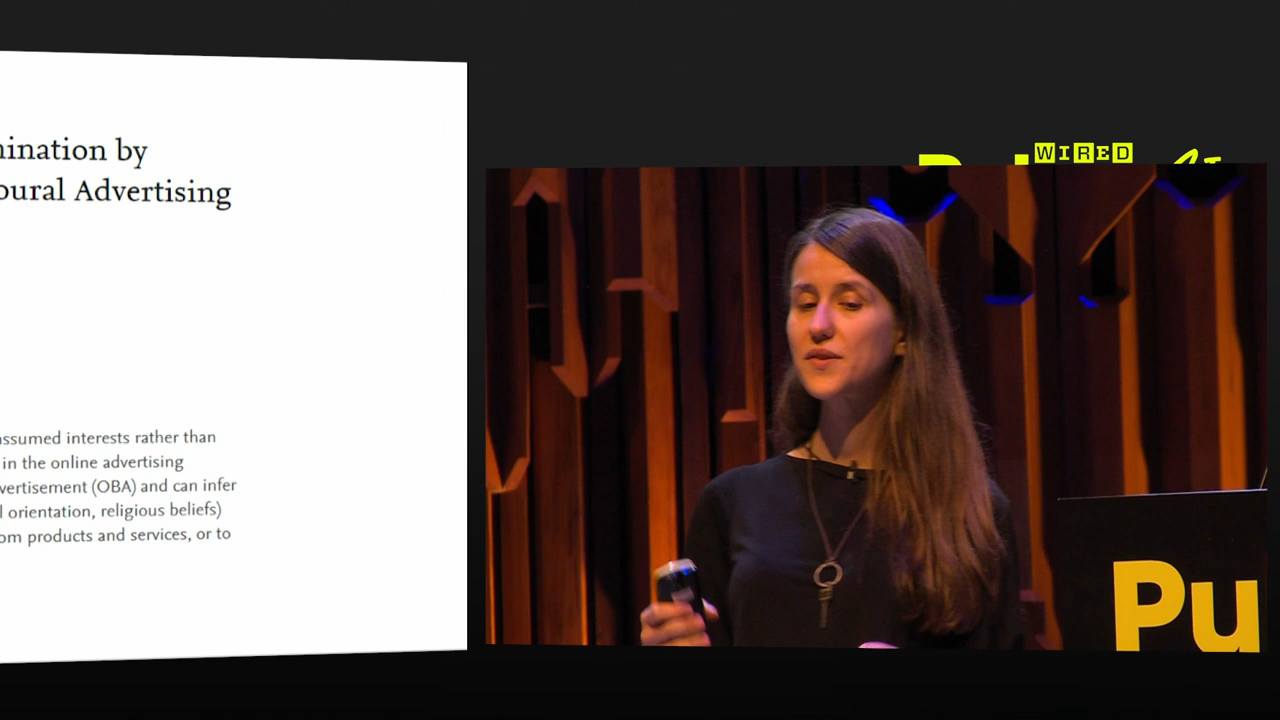 nination by
oural Advertising
assumed interests rather than
in the online advertising
vertisement (OBA) and can infer
l orientation, religious beliefs)
om products and services, or to
WIRED
Pu